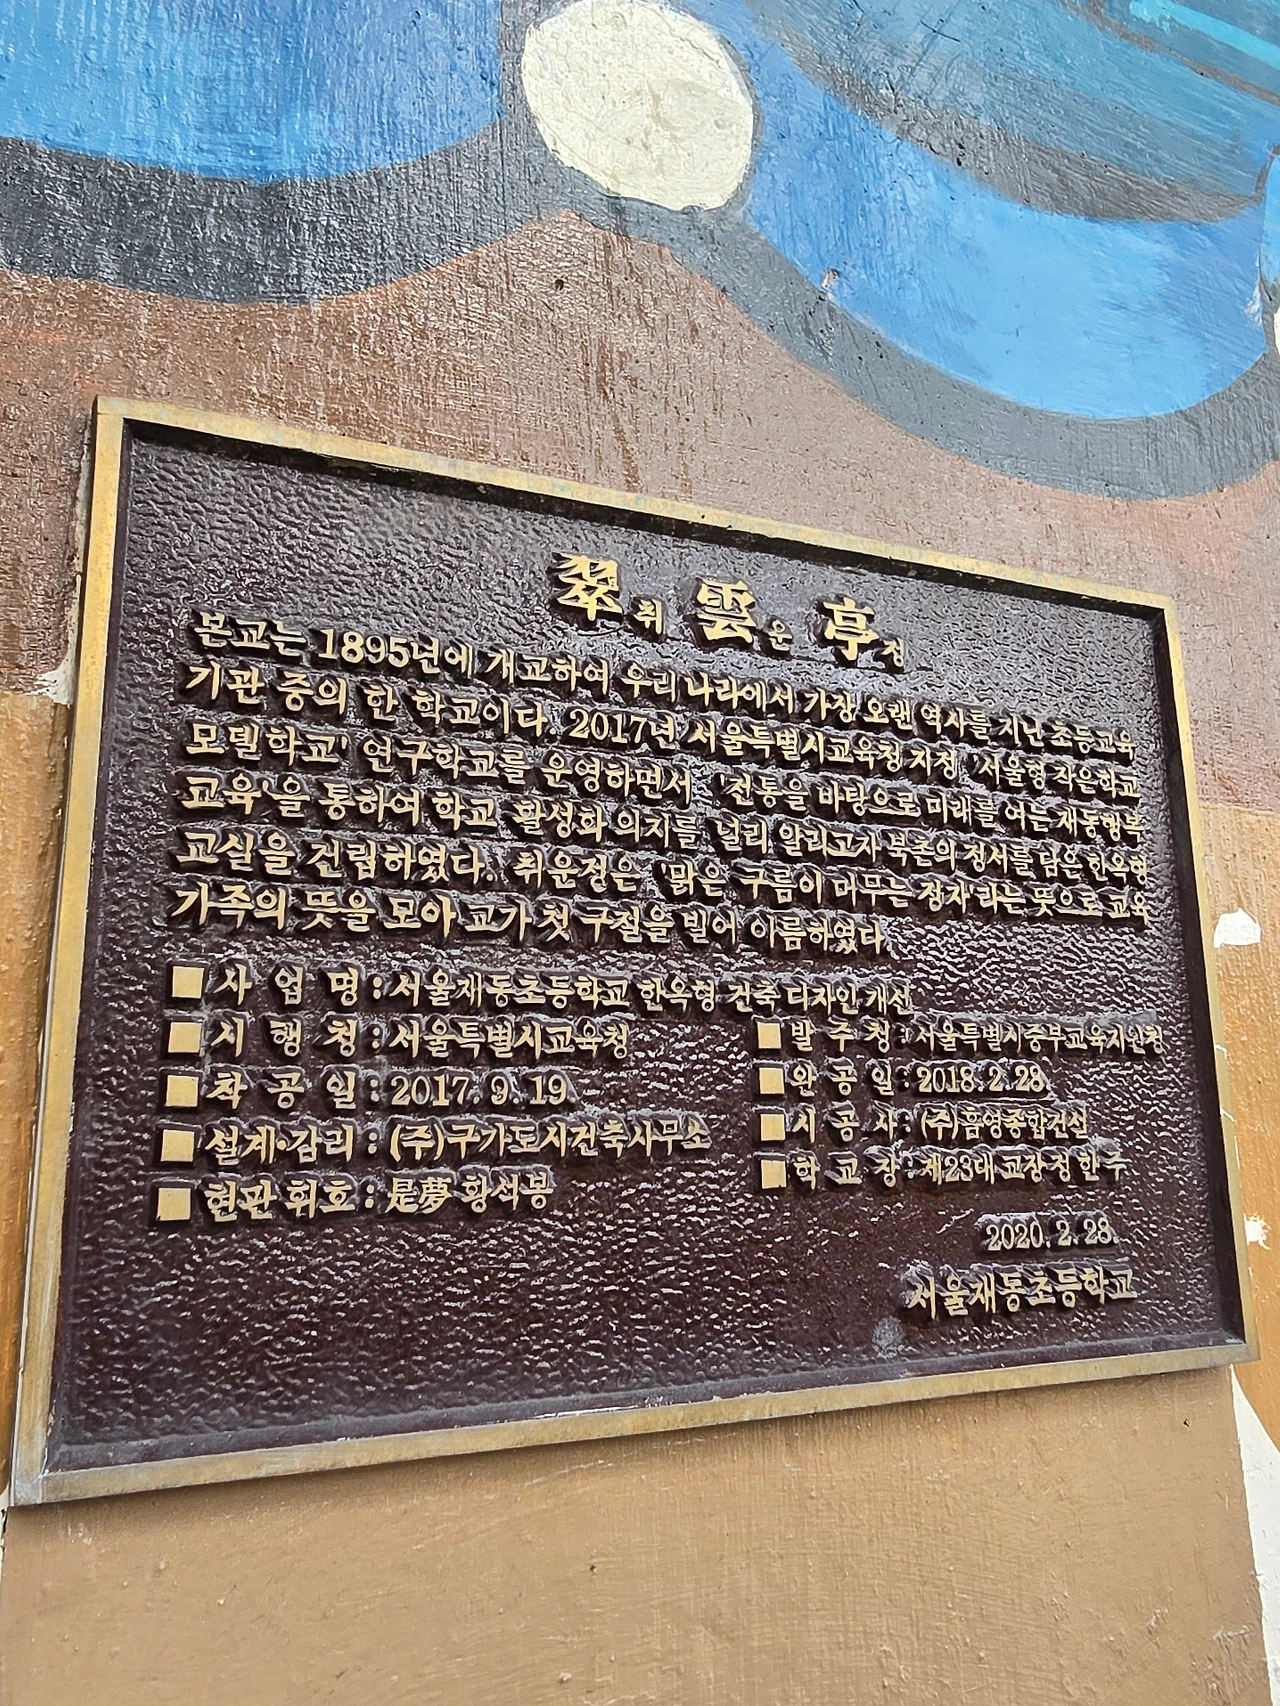 翠취 雲운 亭정
본교는 1895년에 개교하여 우리 나라에서 가장 오랜 역사를 지닌 초등교육
기관 중의 한 학교이다. 2017년 서울특별시교육청 지정 '서울형 작은학교
모델학교' 연구학교를 운영하면서 '전통을 바탕으로 미래를 여는 재동행복
교육'을 통하여 학교 활성화 의지를 널리 알리고자 북촌의 정서를 담은 한옥형
교실을 건립하였다. 취운정은 '맑은 구름이 머무는 정자'라는 뜻으로 교육
가족의 뜻을 모아 교가 첫 구절을 빌어 이름하였다.
■ 사 업 명 : 서울재동초등학교 한옥형 건축 디자인 개선
■ 시 행 청 : 서울특별시교육청 ■ 발 주 청 : 서울특별시중부교육지원청
■ 착 공 일 : 2017. 9. 19 ■ 완 공 일 : 2018. 2. 28.
■ 설계·감리 : (주)구가도시건축사무소 ■ 시 공 사 : (주)흠영종합건설
■ 현판 휘호 : 是夢 황석봉 ■ 학 교 장 : 제23대 교장 정 한 주
2020. 2. 28.
서울재동초등학교